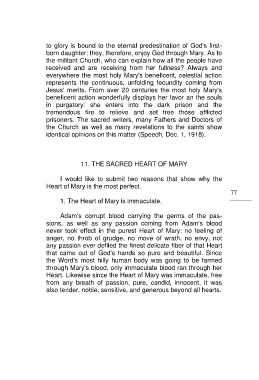 to glory is bound to the eternal predestination of God's first-
born daughter; they, therefore, enjoy God through Mary. As to
the militant Church, who can explain how all the people have
received and are receiving from her fullness? Always and
everywhere the most holy Mary's beneficent, celestial action
represents the continuous, unfolding fecundity coming from
Jesus' merits. From aver 20 centuries the most holy Mary's
beneficent action wonderfully displays her favor an the souls
in purgatory: she enters into the dark prison and the
tremendous fire to relieve and set free those afflicted
prisoners. The sacred writers, many Fathers and Doctors of
the Church as well as many revelations to the saints show
identical opinions on this matter (Speech, Dec. 1, 1918).
11. THE SACRED HEART OF MARY
I would like to submit two reasons that show why the
Heart of Mary is the most perfect.
77
1. The Heart of Mary is immaculate.
Adam's corrupt blood carrying the germs of the pas-
sions, as well as any passion coming from Adam's blood
never took effect in the purest Heart of Mary: no feeling of
anger, no throb of grudge, no move of wrath, no envy, not
any passion ever defiled the finest delicate fiber of that Heart
that came out of God's hands so pure and beautiful. Since
the Word's most hilly human body was going to be farmed
through Mary's blood, only immaculate blood ran through her
Heart. Likewise since the Heart of Mary was immaculate, free
from any breath of passion, pure, candid, innocent, it was
also tender, noble, sensitive, and generous beyond all hearts.